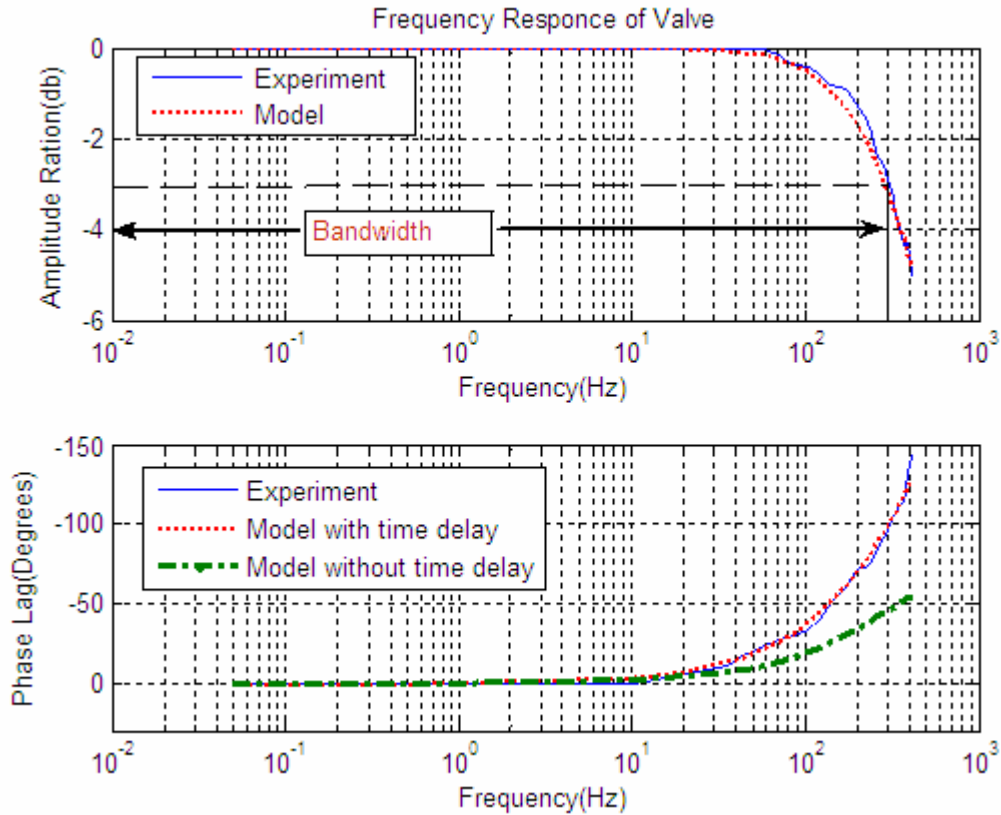 Frequency Responce of Valve
0
-2
-4
-6
Amplitude Ration(db)
Experiment
Model
Bandwidth
10^-2
10^-1
10^0
10^1
10^2
10^3
Frequency(Hz)
-150
-100
-50
0
Phase Lag(Degrees)
Experiment
Model with time delay
Model without time delay
10^-2
10^-1
10^0
10^1
10^2
10^3
Frequency(Hz)